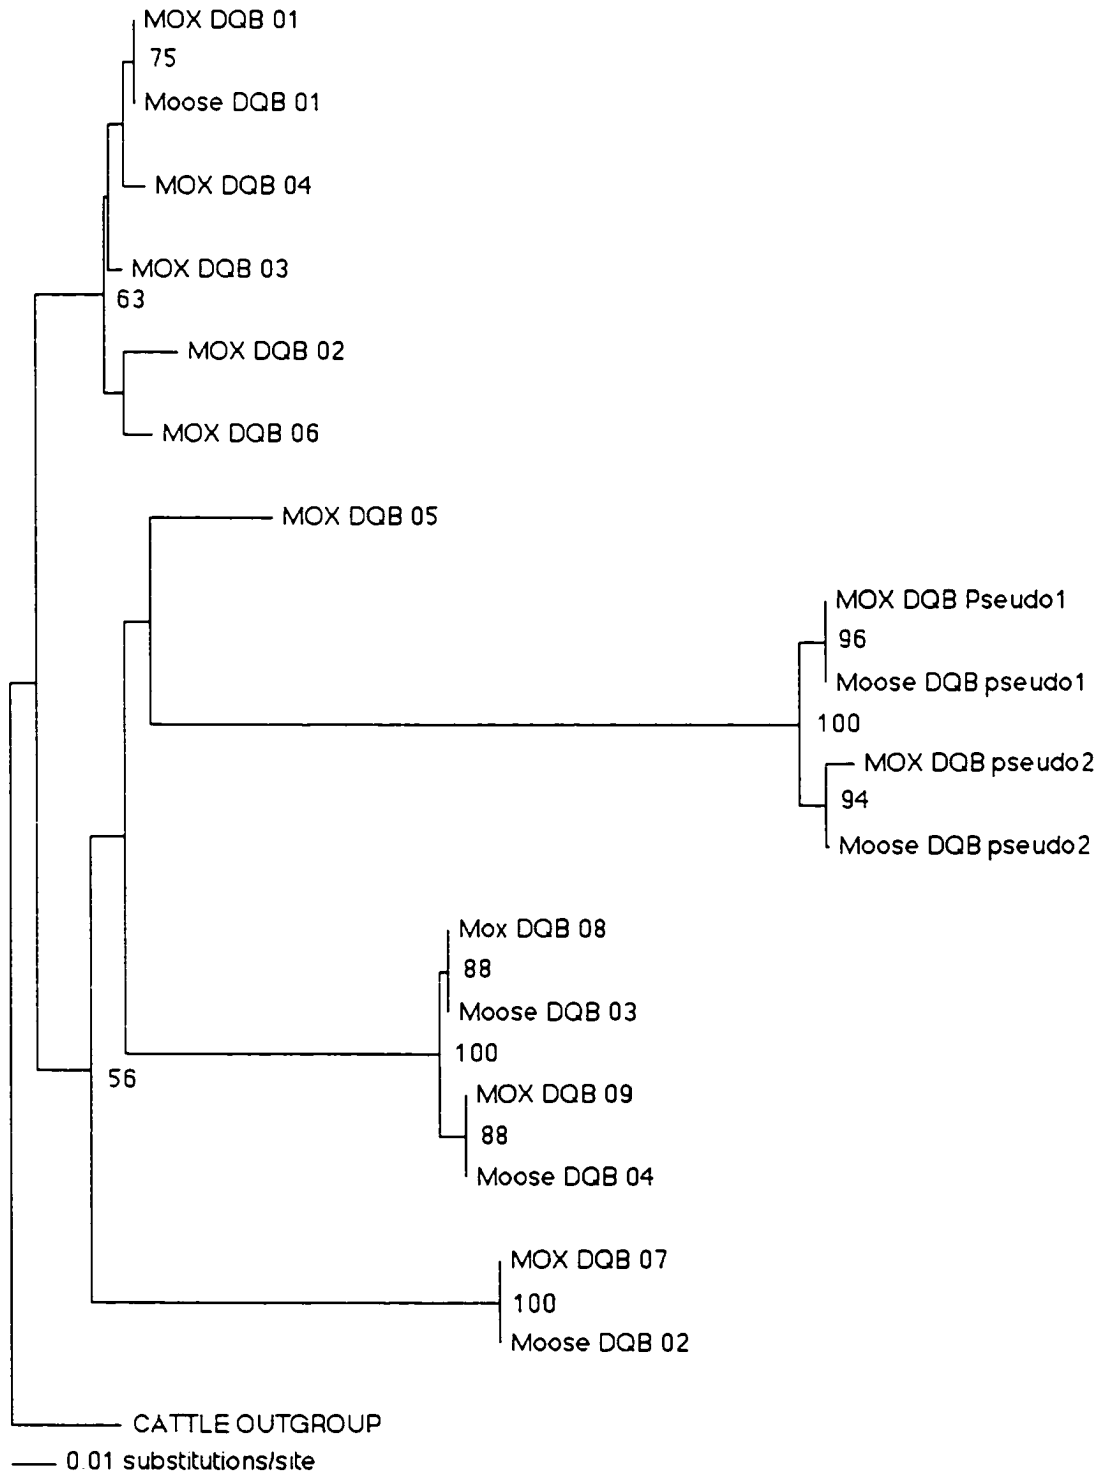 MOX DQB 01
75
Moose DQB 01
MOX DQB 04
MOX DQB 03
63
MOX DQB 02
MOX DQB 06
MOX DQB 05
MOX DQB Pseudo1
96
Moose DQB pseudo1
100
MOX DQB pseudo2
94
Moose DQB pseudo2
Mox DQB 08
88
Moose DQB 03
100
56
MOX DQB 09
88
Moose DQB 04
MOX DQB 07
100
Moose DQB 02
CATTLE OUTGROUP
0.01 substitutions/site